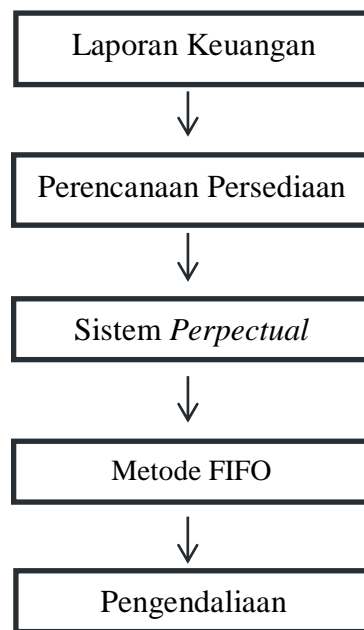 Laporan Keuangan
Perencanaan Persediaan
Sistem Perpectual
Metode FIFO
Pengendaliaan